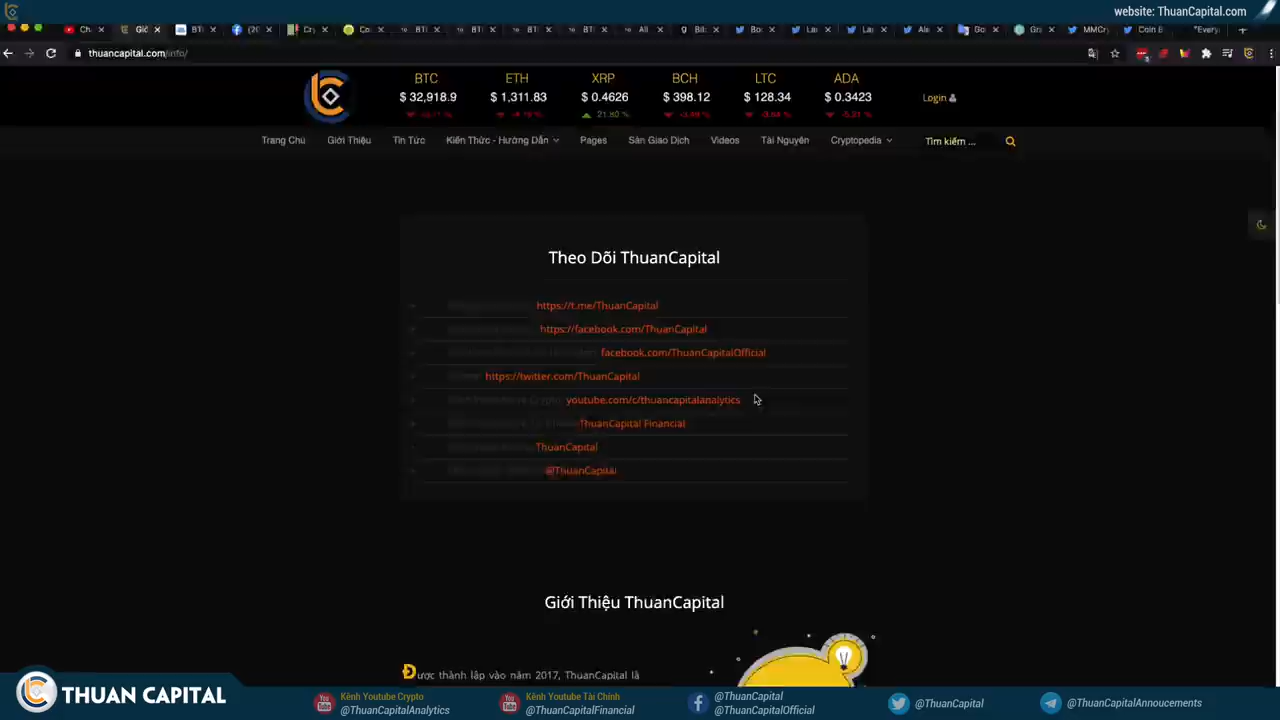 website: ThuanCapital.com
thuancapital.com/info/
BTC
$ 32,918.9
ETH
$ 1,311.83
XRP
$ 0.4626
21.80 %
BCH
$ 398.12
LTC
$ 128.34
ADA
$ 0.3423
Login
Trang Chủ
Giới Thiệu
Tin Tức
Kiến Thức - Hướng Dẫn
Pages
Sàn Giao Dịch
Videos
Tài Nguyên
Cryptopedia
Tìm kiếm ...
Theo Dõi ThuanCapital
https://t.me/ThuanCapital
https://facebook.com/ThuanCapital
facebook.com/ThuanCapitalOfficial
https://twitter.com/ThuanCapital
youtube.com/c/thuancapitalanalytics
ThuanCapital Financial
ThuanCapital
@ThuanCapital
Giới Thiệu ThuanCapital
Được thành lập vào năm 2017, ThuanCapital là
THUAN CAPITAL
Kênh Youtube Crypto
@ThuanCapitalAnalytics
Kênh Youtube Tài Chính
@ThuanCapitalFinancial
@ThuanCapital
@ThuanCapitalOfficial
@ThuanCapital
@ThuanCapitalAnnoucements